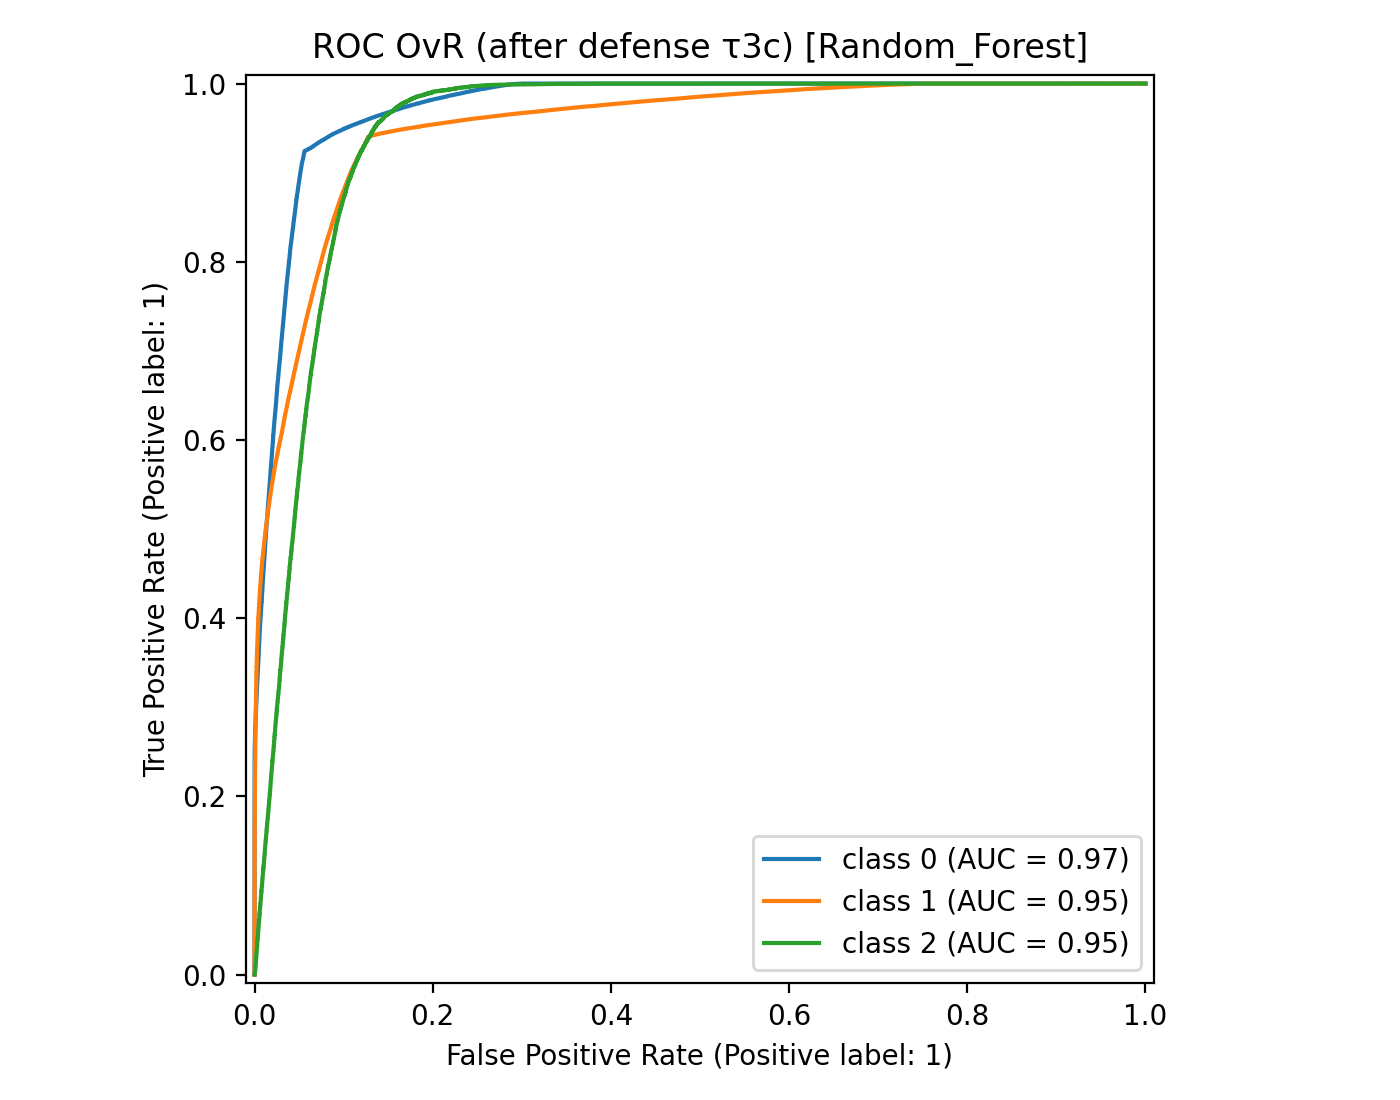 ROC OvR (after defense τ3c) [Random_Forest]
1.0
0.8
0.6
0.4
0.2
0.0
True Positive Rate (Positive label: 1)
class 0 (AUC = 0.97)
class 1 (AUC = 0.95)
class 2 (AUC = 0.95)
0.0 0.2 0.4 0.6 0.8 1.0
False Positive Rate (Positive label: 1)